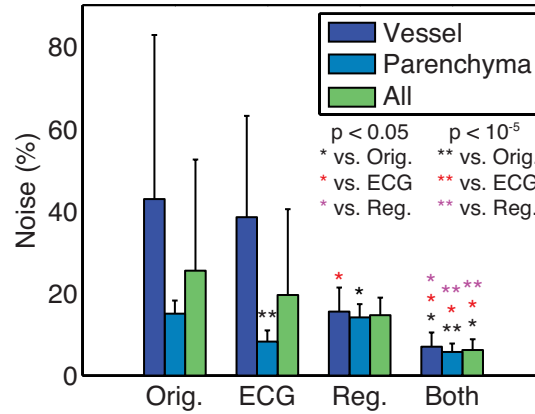 Noise (%)
80
60
40
20
0
Vessel
Parenchyma
All
p < 0.05 p < 10-5
* vs. Orig. ** vs. Orig.
* vs. ECG ** vs. ECG
* vs. Reg. ** vs. Reg.
**
*
*
*
*
*
**
*
**
**
*
*
Orig. ECG Reg. Both